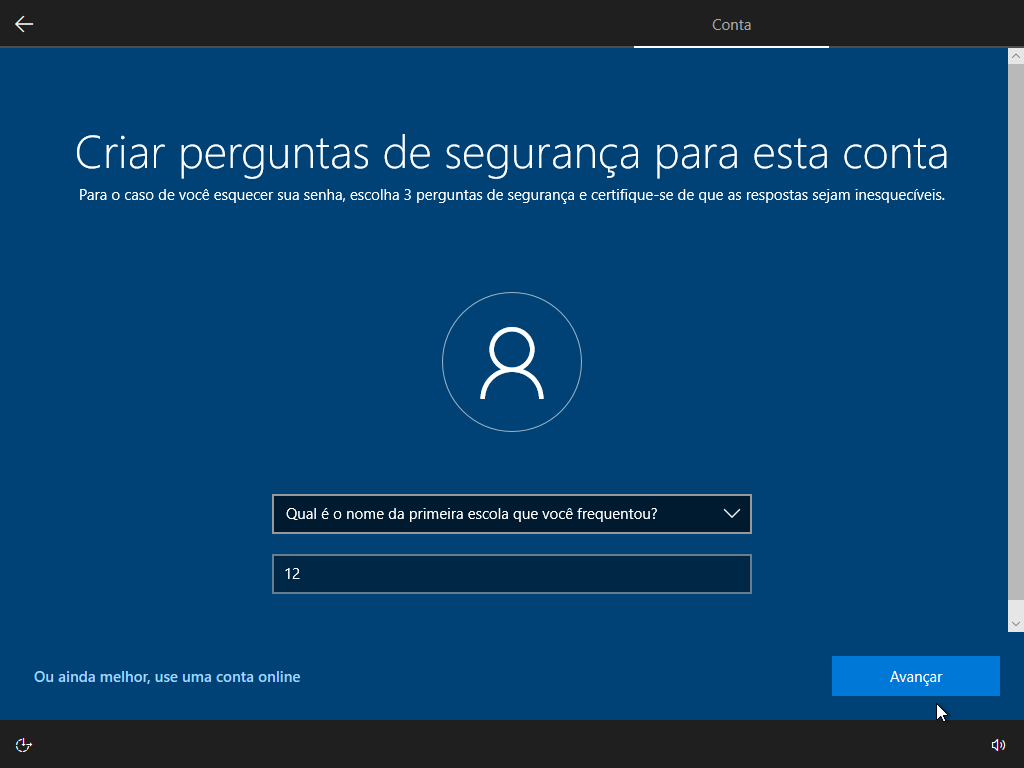 Conta
Criar perguntas de segurança para esta conta
Para o caso de você esquecer sua senha, escolha 3 perguntas de segurança e certifique-se de que as respostas sejam inesquecíveis.
Qual é o nome da primeira escola que você frequentou?
12
Ou ainda melhor, use uma conta online
Avançar